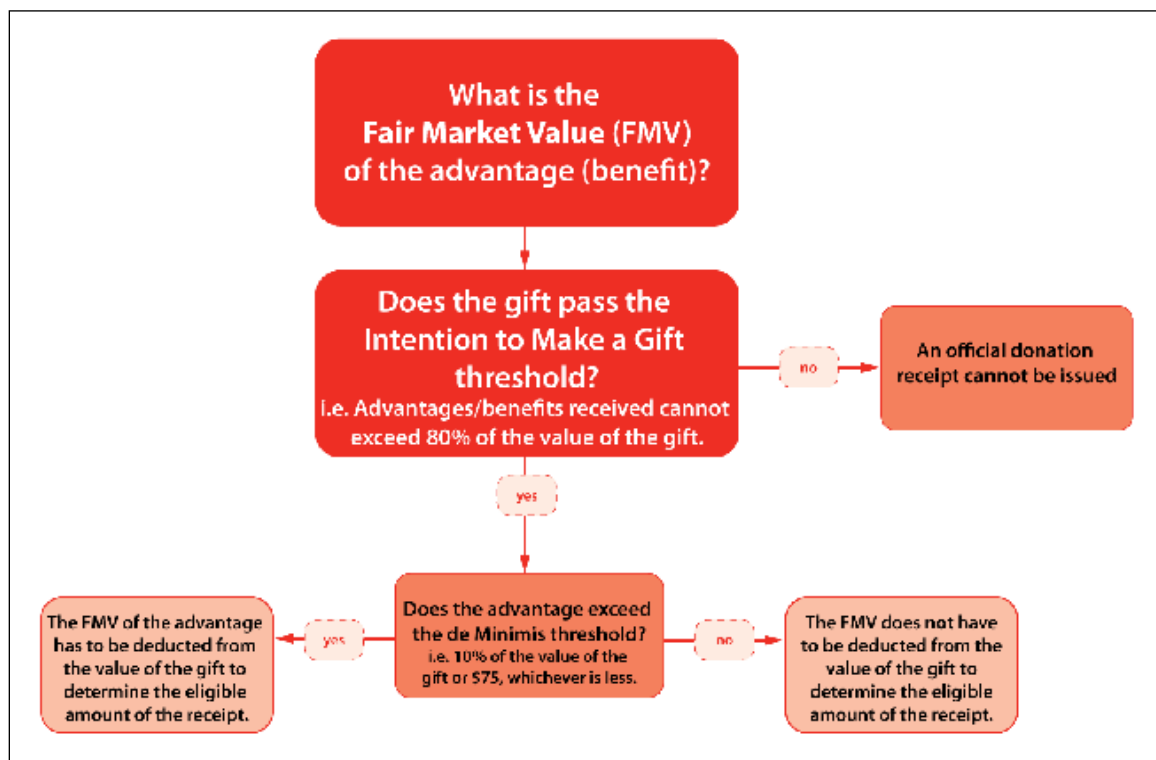 What is the
Fair Market Value (FMV)
of the advantage (benefit)?
Does the gift pass the
Intention to Make a Gift
threshold?
i.e. Advantages/benefits received cannot
exceed 80% of the value of the gift.
no
An official donation
receipt cannot be issued
yes
Does the advantage exceed
the de Minimis threshold?
i.e. 10% of the value of the
gift or $75, whichever is less.
yes
The FMV of the advantage
has to be deducted from
the value of the gift to
determine the eligible
amount of the receipt.
no
The FMV does not have
to be deducted from the
value of the gift to
determine the eligible
amount of the receipt.